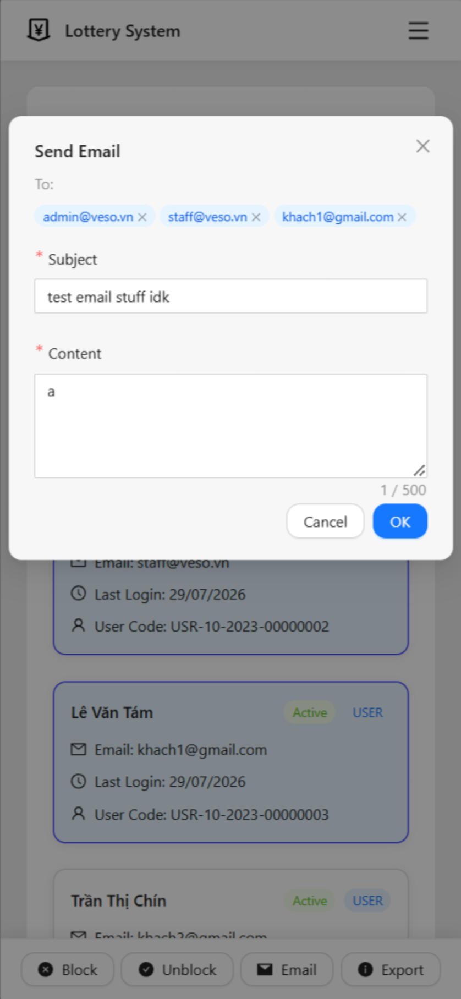 Lottery System
Send Email
To:
admin@veso.vn staff@veso.vn khach1@gmail.com
* Subject
test email stuff idk
* Content
a
1 / 500
Cancel OK
Email: staff@veso.vn
Last Login: 29/07/2026
User Code: USR-10-2023-00000002
Lê Văn Tám Active USER
Email: khach1@gmail.com
Last Login: 29/07/2026
User Code: USR-10-2023-00000003
Trần Thị Chín Active USER
Email: khach2@gmail.com
Block Unblock Email Export